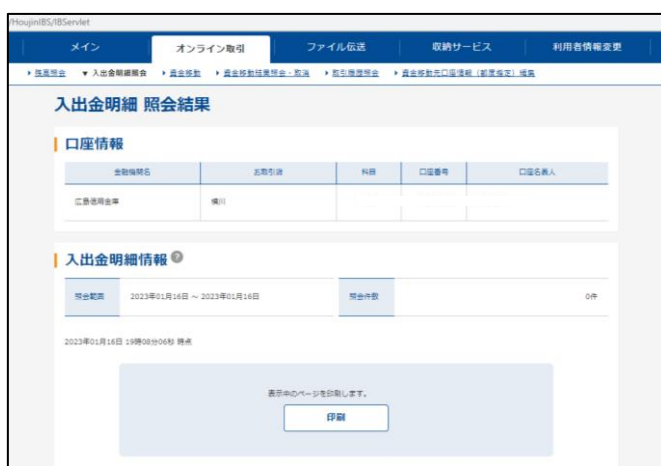 /HoujinIBS/IBServlet
メイン オンライン取引 ファイル伝送 収納サービス 利用者情報変更
残高照会 ▼ 入出金明細照会 資金移動 資金移動結果照会・取消 取引履歴照会 資金移動先口座情報（都度指定）編集
入出金明細 照会結果
口座情報
金融機関名 お取引店 科目 口座番号 口座名義人
広島信用金庫 横川
入出金明細情報 ?
照会範囲 2023年01月16日 ～ 2023年01月16日 照会件数 0件
2023年01月16日 19時08分06秒 時点
表示中のページを印刷します。
印刷